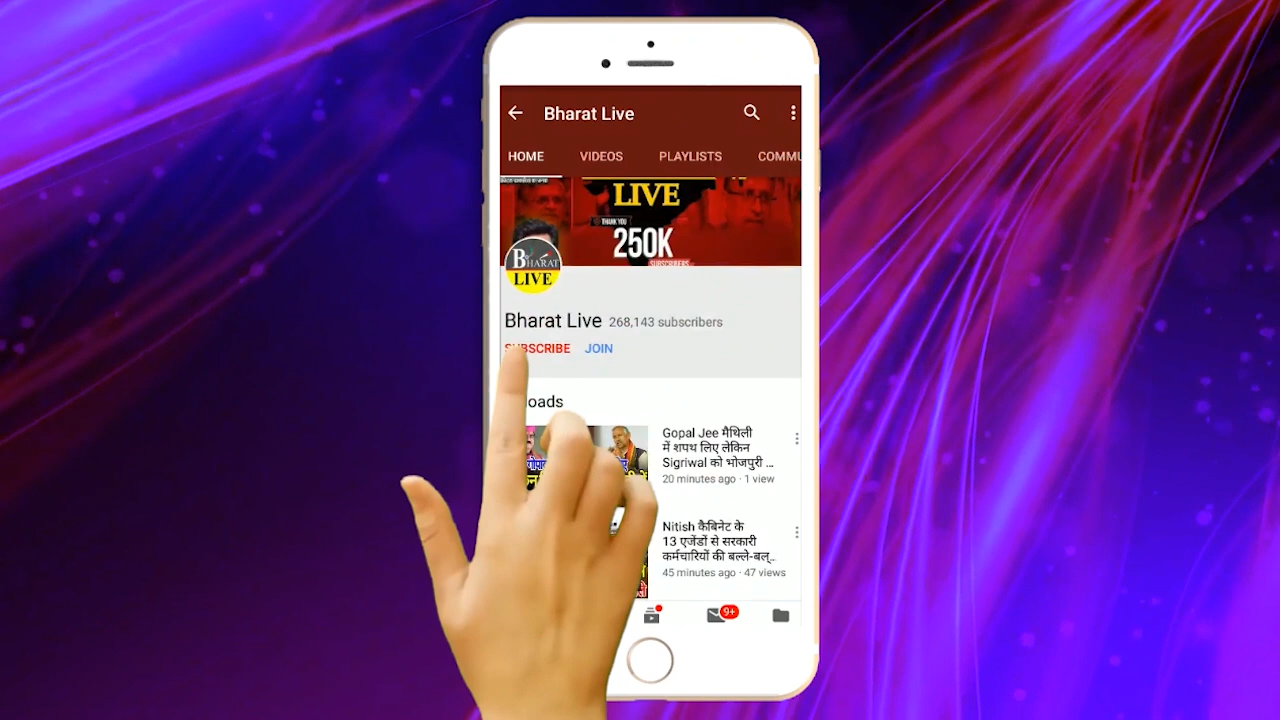 Bharat Live
HOME VIDEOS PLAYLISTS COMMU
LIVE
THANK YOU
250K
SUBSCRIBERS
BHARAT
LIVE
Bharat Live 268,143 subscribers
SUBSCRIBE JOIN
loads
Gopal Jee मैथिली
में शपथ लिए लेकिन
Sigriwal को भोजपुरी ...
20 minutes ago · 1 view
Nitish कैबिनेट के
13 एजेंडों से सरकारी
कर्मचारियों की बल्ले-बल्...
45 minutes ago · 47 views
9+